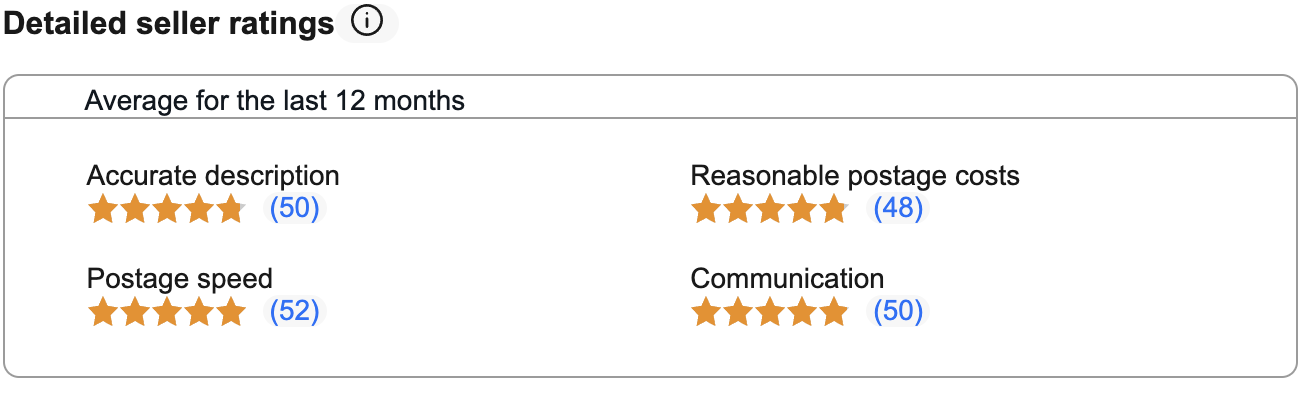 Detailed seller ratings
Average for the last 12 months
Accurate description
(50)
Reasonable postage costs
(48)
Postage speed
(52)
Communication
(50)